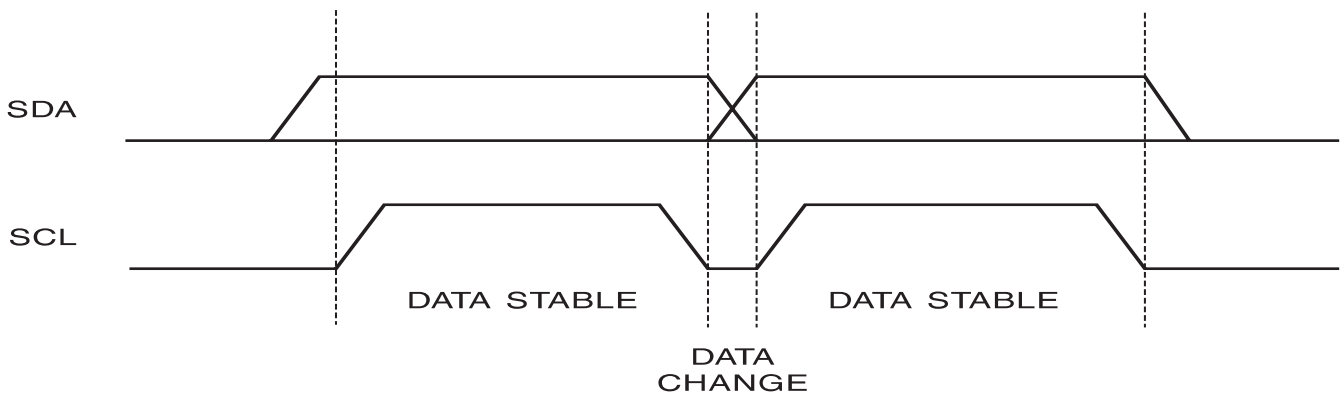 SDA
SCL
DATA STABLE
DATA STABLE
DATA
CHANGE